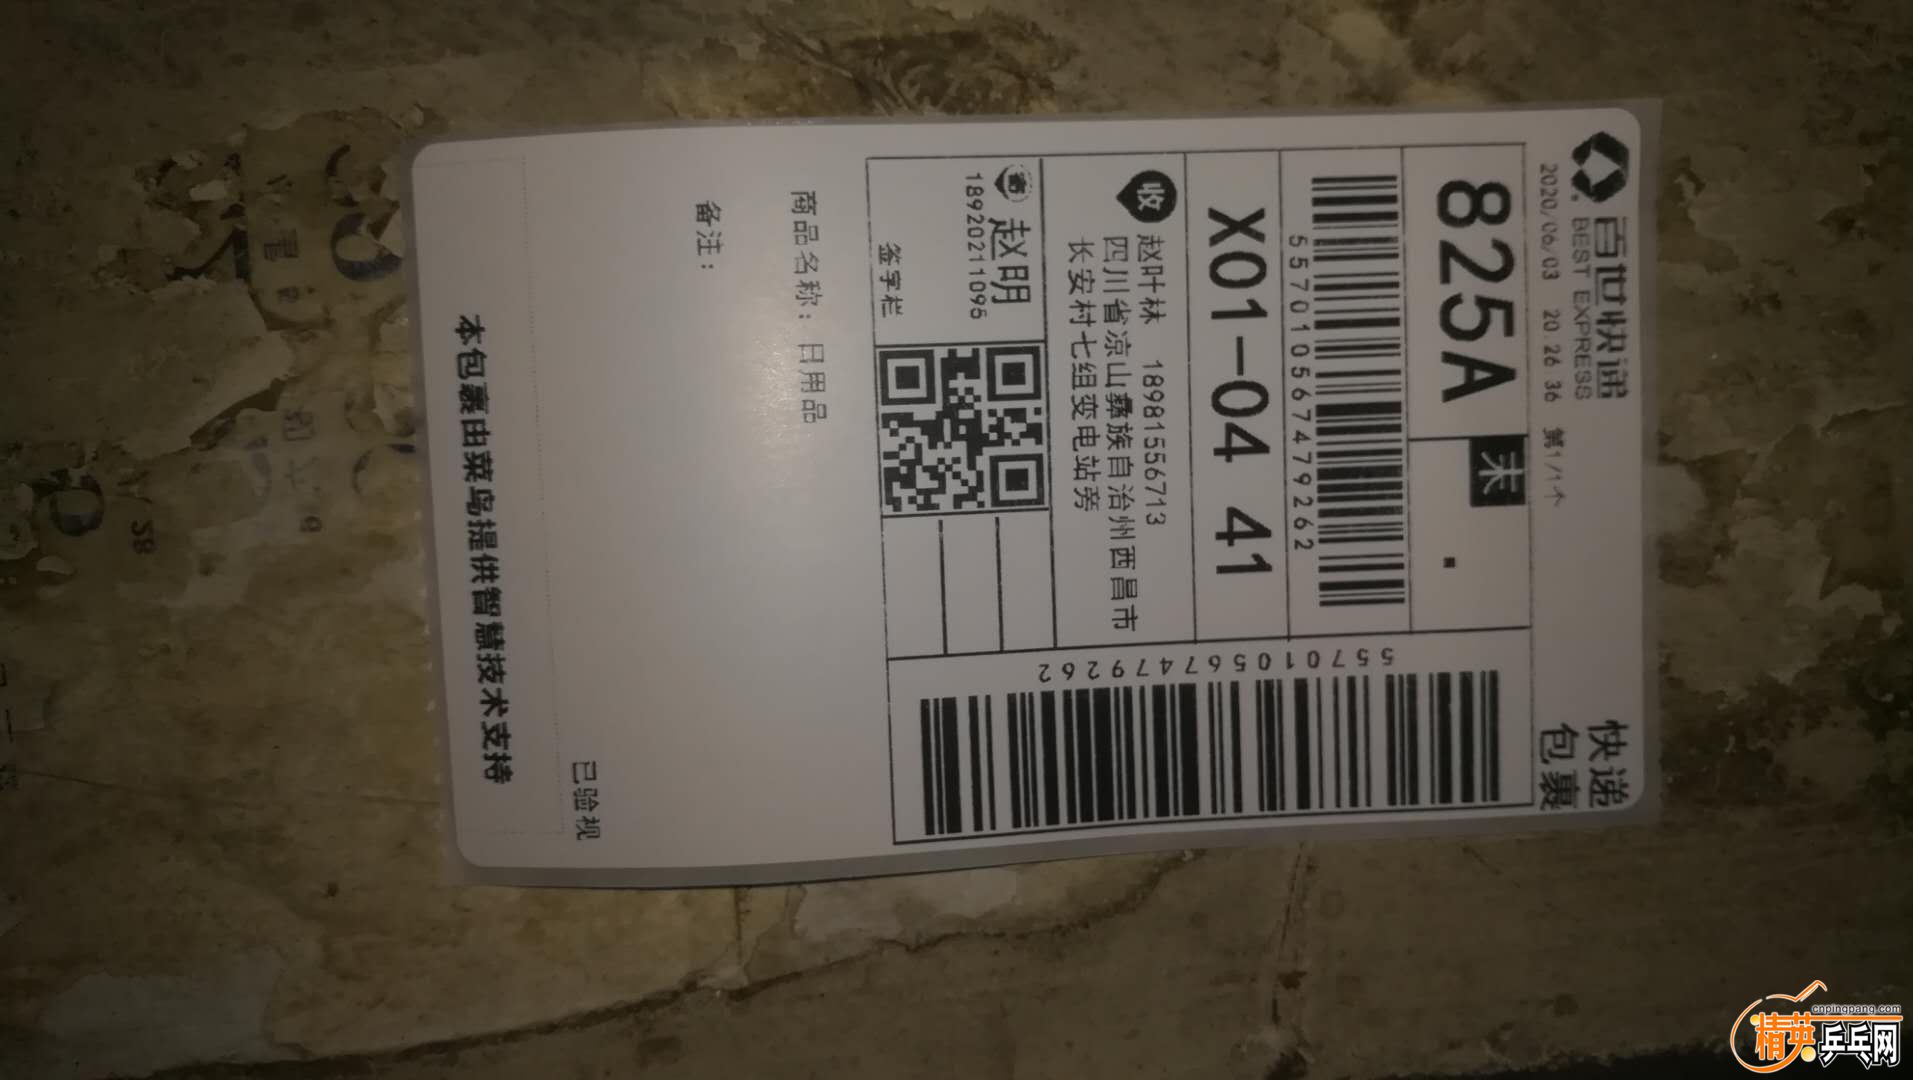 百世快递
BEST EXPRESS
快递
包裹
2020/06/03 20 26 36 第1/1个
825A
末
55701056747926​2
X01-04 41
收
赵叶林 18981556713
四川省凉山彝族自治州西昌市
长安村七组变电站旁
寄
赵明
18920211096
签字栏
557010567479262
商品名称：日用品
备注：
已验视
本包裹由菜鸟提供智慧技术支持
cnpingpang.com
精英乒乓网